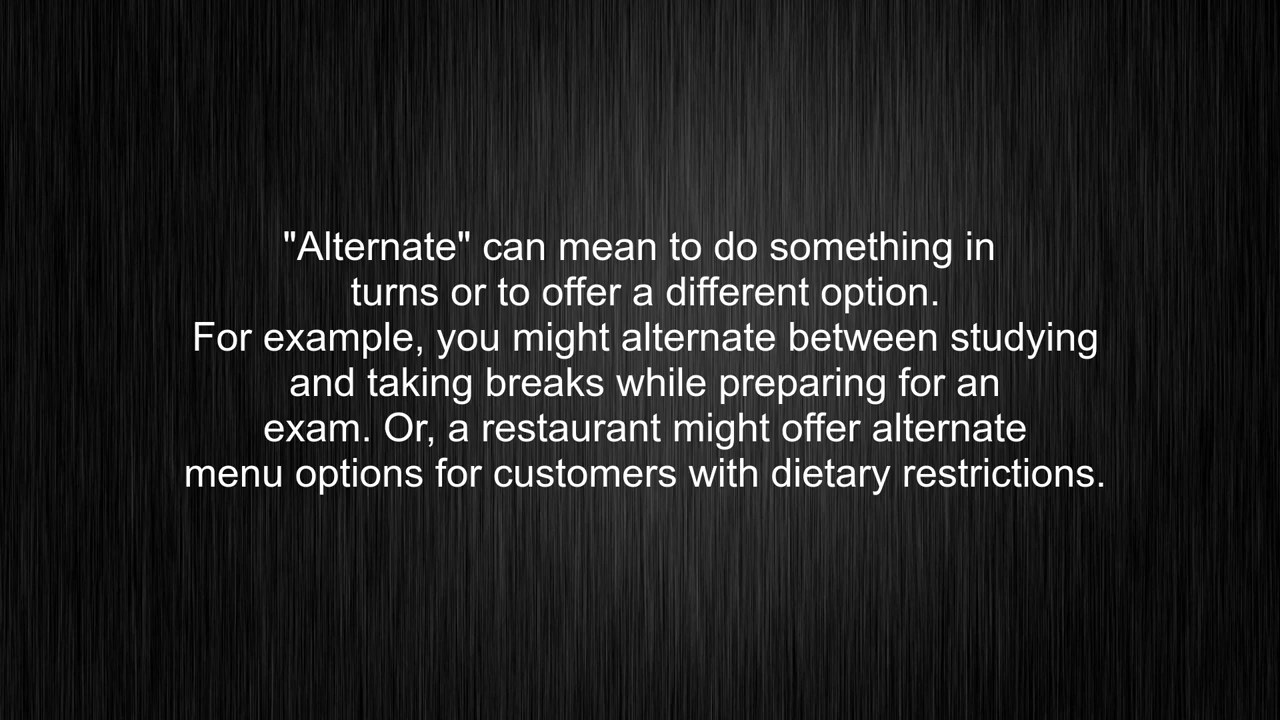 "Alternate" can mean to do something in
turns or to offer a different option.
For example, you might alternate between studying
and taking breaks while preparing for an
exam. Or, a restaurant might offer alternate
menu options for customers with dietary restrictions.